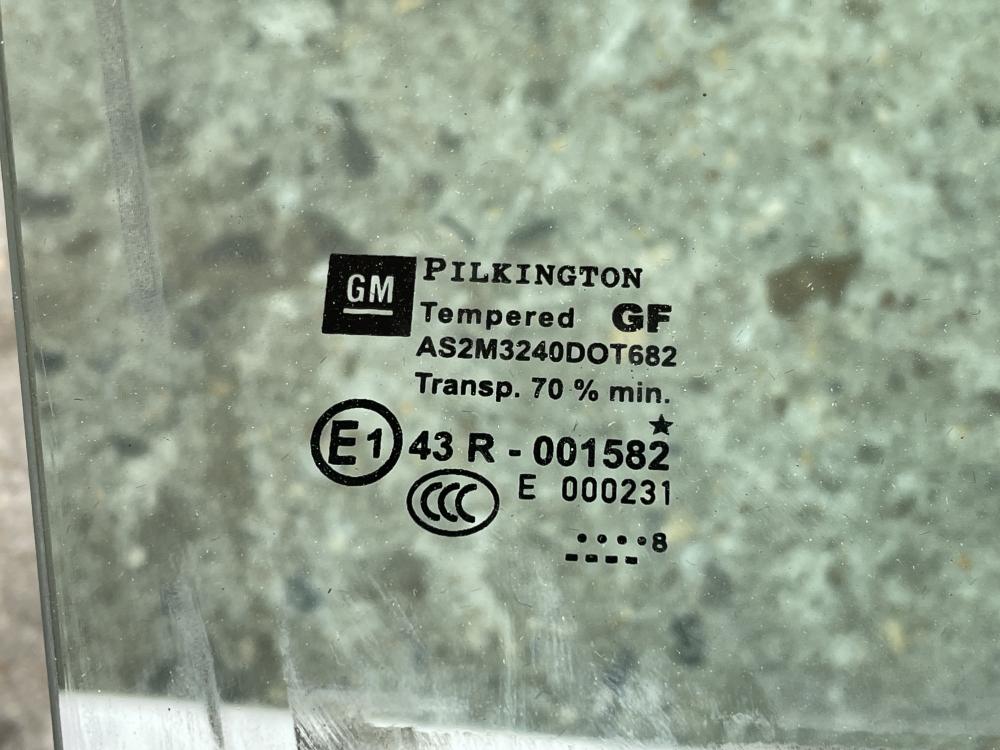 GM
PILKINGTON
Tempered GF
AS2M3240DOT682
Transp. 70 % min.
E1 43 R - 001582
CCC E 000231
8